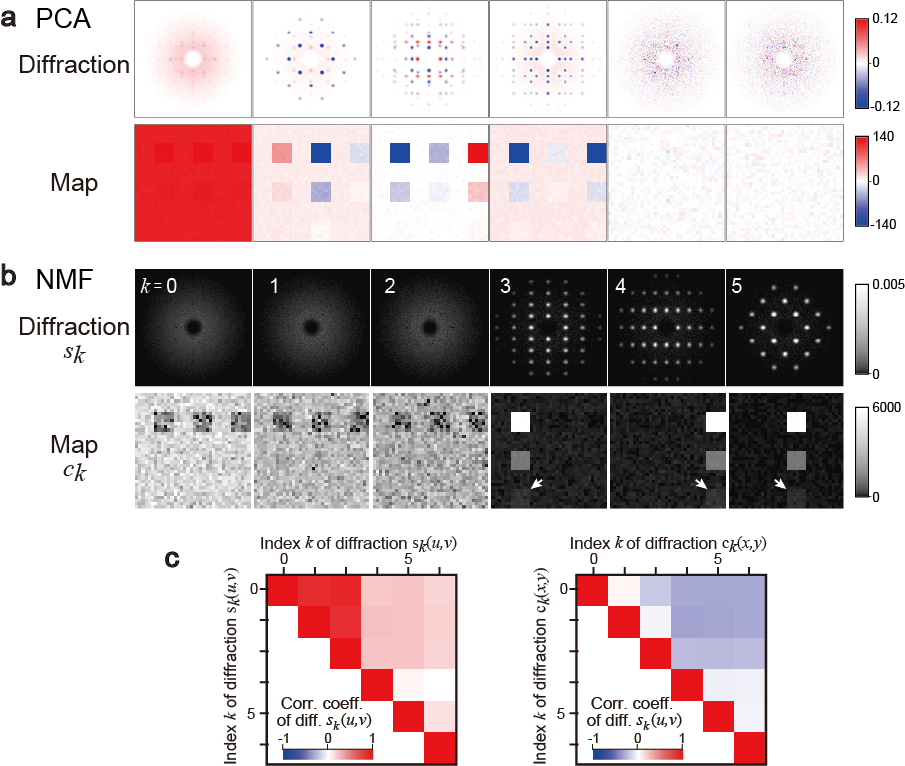 a PCA
Diffraction
0.12
0
-0.12
Map
140
0
-140
b NMF
k = 0 1 2 3 4 5
Diffraction
sk
0.005
0
Map
ck
6000
0
c
Index k of diffraction sk(u,v)
0 5
Index k of diffraction sk(u,v)
0
5
Corr. coeff.
of diff. sk(u,v)
-1 0 1
Index k of diffraction ck(x,y)
0 5
Index k of diffraction ck(x,y)
0
5
Corr. coeff.
of diff. sk(u,v)
-1 0 1